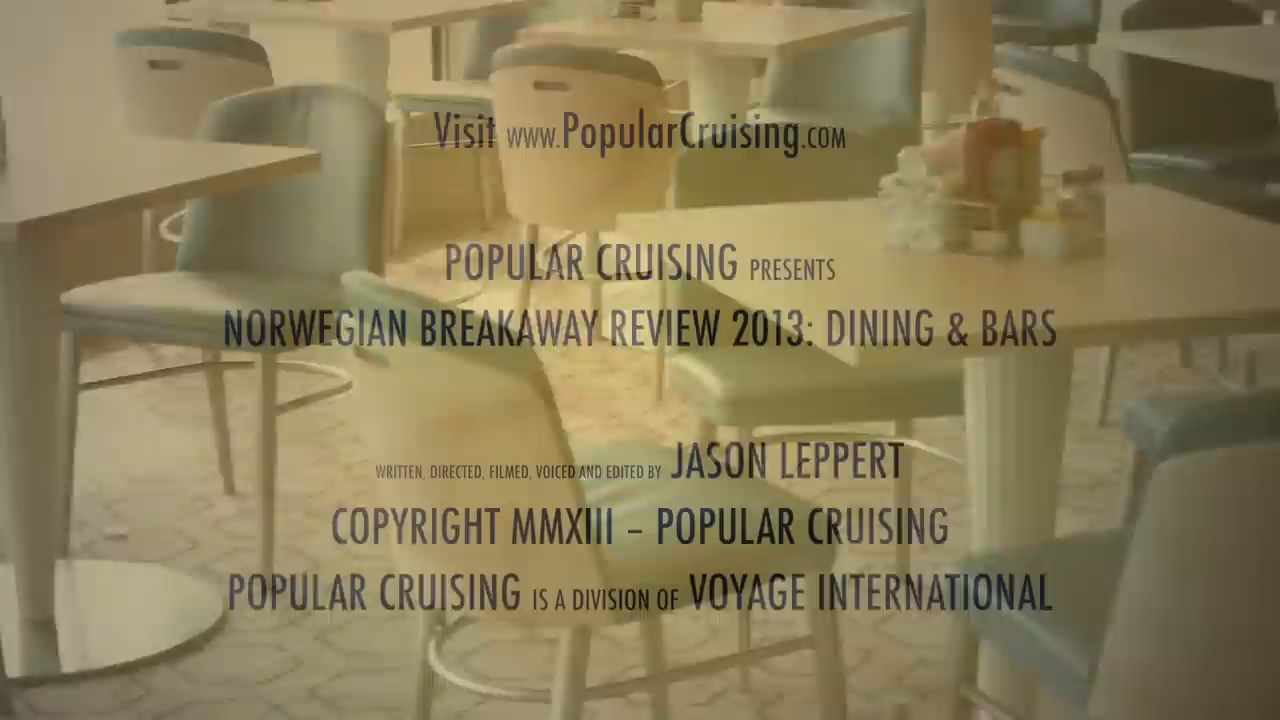 Visit www.PopularCruising.com
POPULAR CRUISING PRESENTS
NORWEGIAN BREAKAWAY REVIEW 2013: DINING & BARS
WRITTEN, DIRECTED, FILMED, VOICED AND EDITED BY JASON LEPPERT
COPYRIGHT MMXIII – POPULAR CRUISING
POPULAR CRUISING IS A DIVISION OF VOYAGE INTERNATIONAL